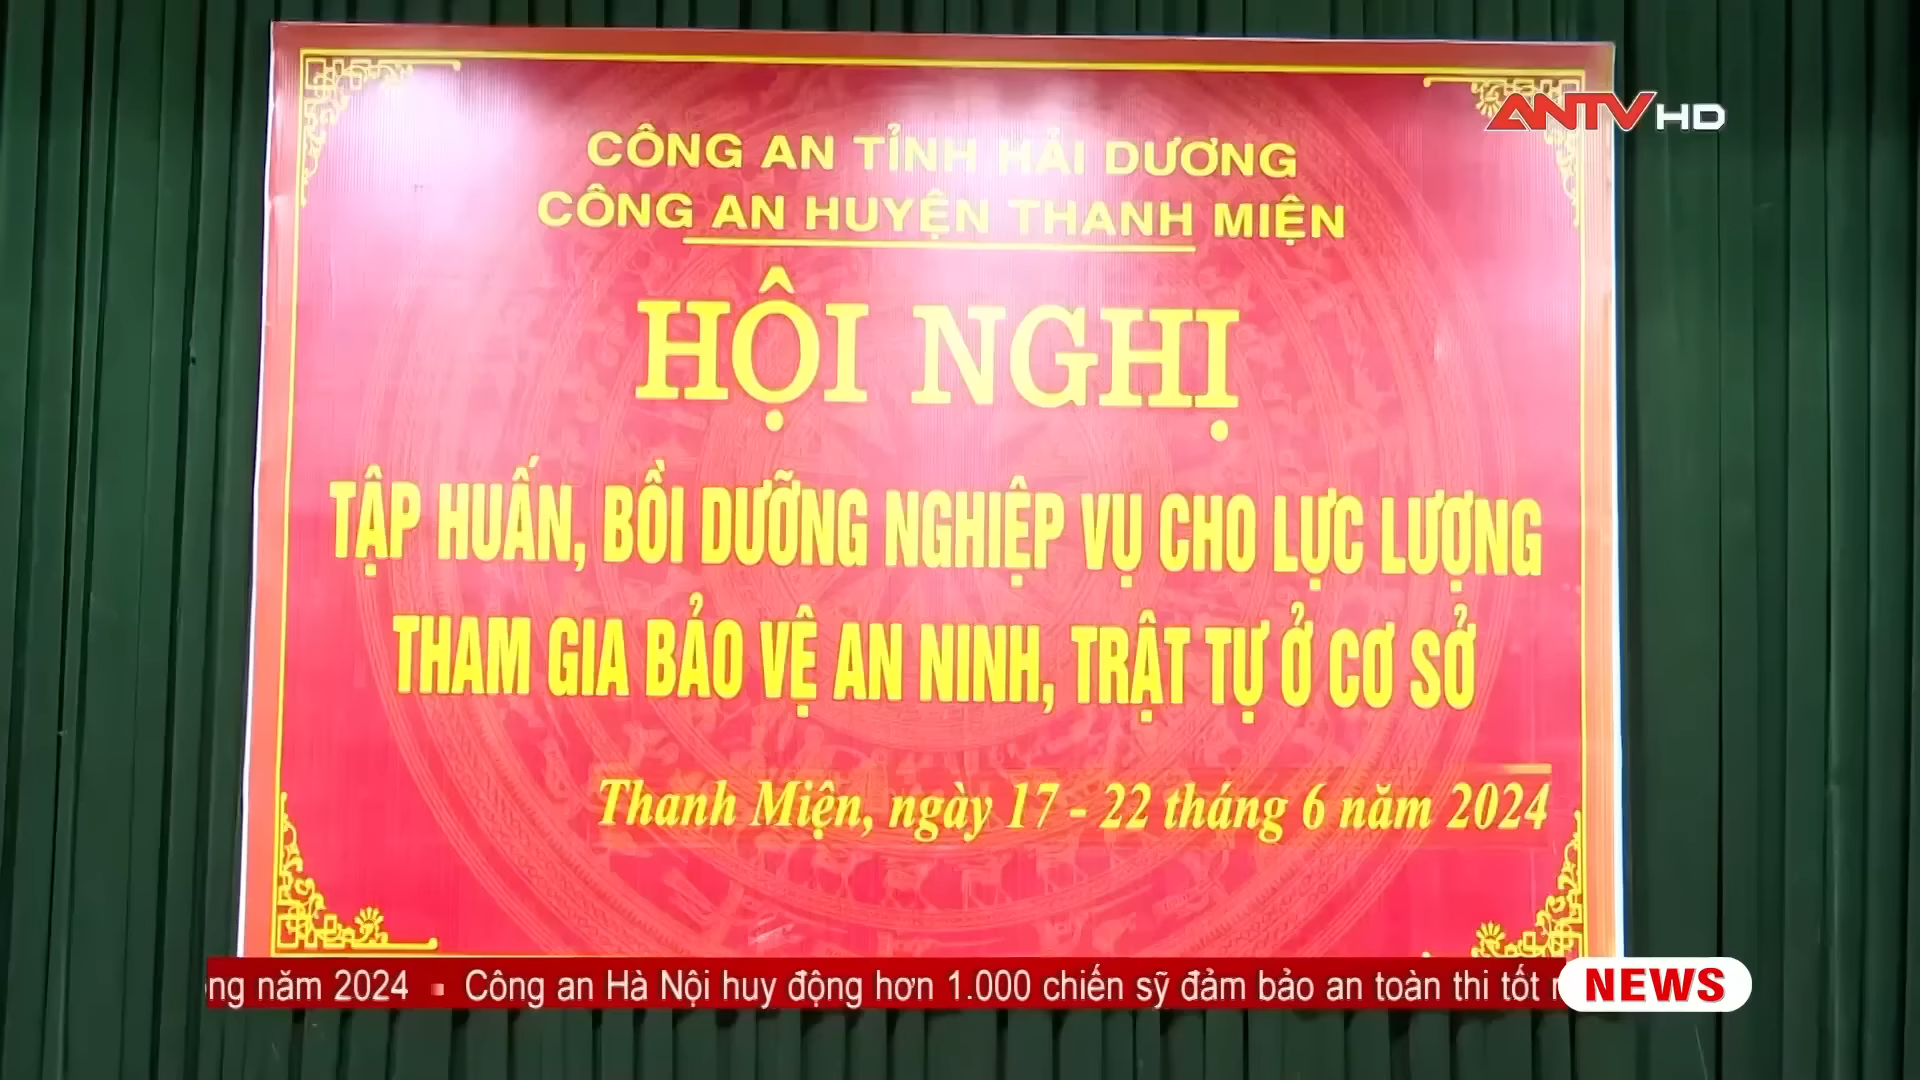 ANTV HD
CÔNG AN TỈNH HẢI DƯƠNG
CÔNG AN HUYỆN THANH MIỆN
HỘI NGHỊ
TẬP HUẤN, BỒI DƯỠNG NGHIỆP VỤ CHO LỰC LƯỢNG
THAM GIA BẢO VỆ AN NINH, TRẬT TỰ Ở CƠ SỞ
Thanh Miện, ngày 17 - 22 tháng 6 năm 2024
năm 2024 ▪ Công an Hà Nội huy động hơn 1.000 chiến sỹ đảm bảo an toàn thi tốt
NEWS